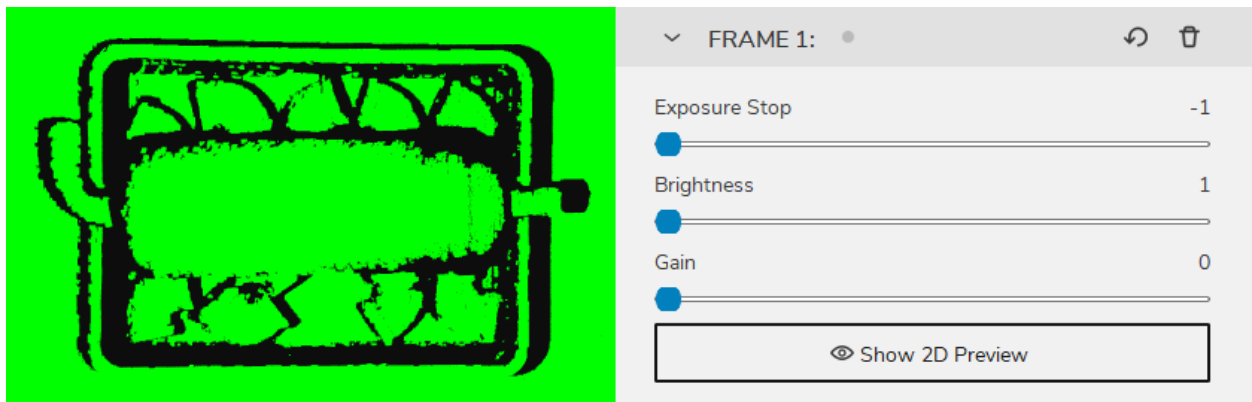 FRAME 1:
Exposure Stop -1
Brightness 1
Gain 0
Show 2D Preview